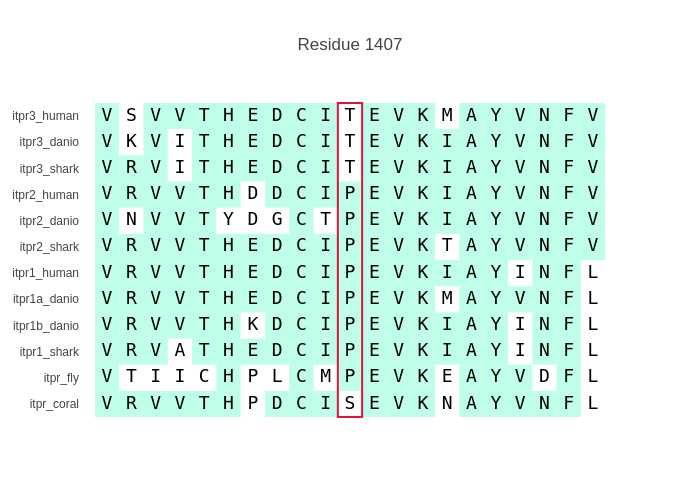 Residue 1407
itpr3_human V S V V T H E D C I T E V K M A Y V N F V
itpr3_danio V K V I T H E D C I T E V K I A Y V N F V
itpr3_shark V R V I T H E D C I T E V K I A Y V N F V
itpr2_human V R V V T H D D C I P E V K I A Y V N F V
itpr2_danio V N V V T Y D G C T P E V K I A Y V N F V
itpr2_shark V R V V T H E D C I P E V K T A Y V N F V
itpr1_human V R V V T H E D C I P E V K I A Y I N F L
itpr1a_danio V R V V T H E D C I P E V K M A Y V N F L
itpr1b_danio V R V V T H K D C I P E V K I A Y I N F L
itpr1_shark V R V A T H E D C I P E V K I A Y I N F L
itpr_fly V T I I C H P L C M P E V K E A Y V D F L
itpr_coral V R V V T H P D C I S E V K N A Y V N F L